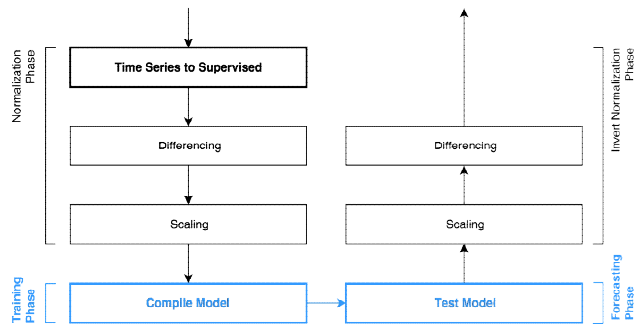 Normalization
Phase
Time Series to Supervised
Differencing
Scaling
Training
Phase
Compile Model
Differencing
Scaling
Test Model
Invert Normalization
Phase
Forecasting
Phase